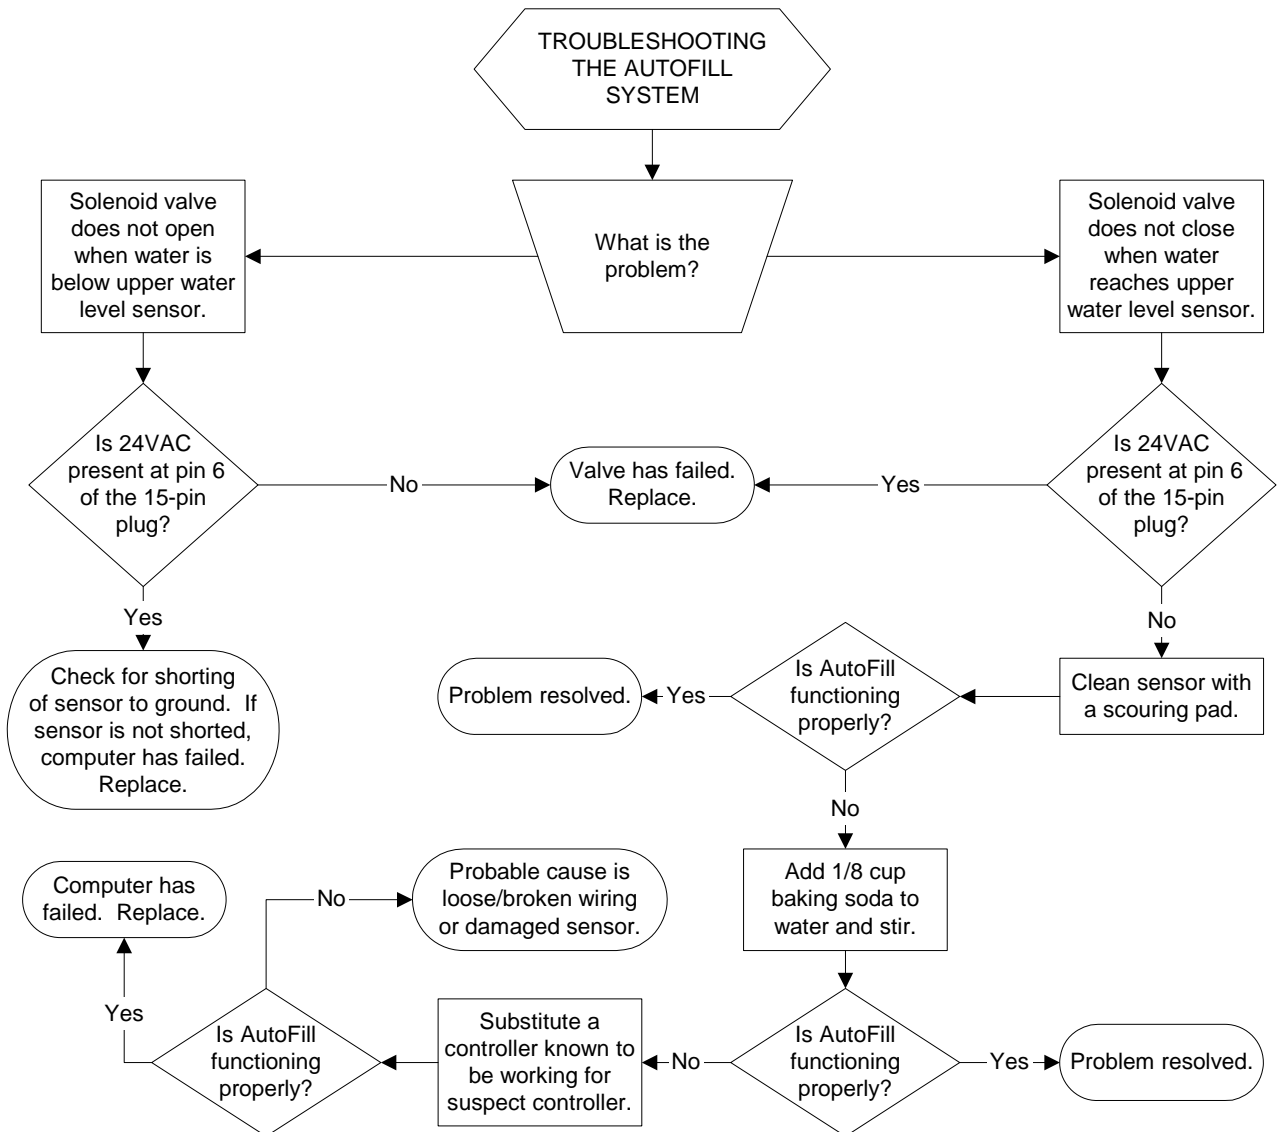 TROUBLESHOOTING
THE AUTOFILL
SYSTEM
Solenoid valve
does not open
when water is
below upper water
level sensor.
What is the
problem?
Solenoid valve
does not close
when water
reaches upper
water level sensor.
Is 24VAC
present at pin 6
of the 15-pin
plug?
No
Valve has failed.
Replace.
Yes
Is 24VAC
present at pin 6
of the 15-pin
plug?
Yes
No
Check for shorting
of sensor to ground.  If
sensor is not shorted,
computer has failed.
Replace.
Problem resolved.
Yes
Is AutoFill
functioning
properly?
Clean sensor with
a scouring pad.
No
Computer has
failed.  Replace.
No
Probable cause is
loose/broken wiring
or damaged sensor.
Add 1/8 cup
baking soda to
water and stir.
Yes
Is AutoFill
functioning
properly?
Substitute a
controller known to
be working for
suspect controller.
No
Is AutoFill
functioning
properly?
Yes
Problem resolved.